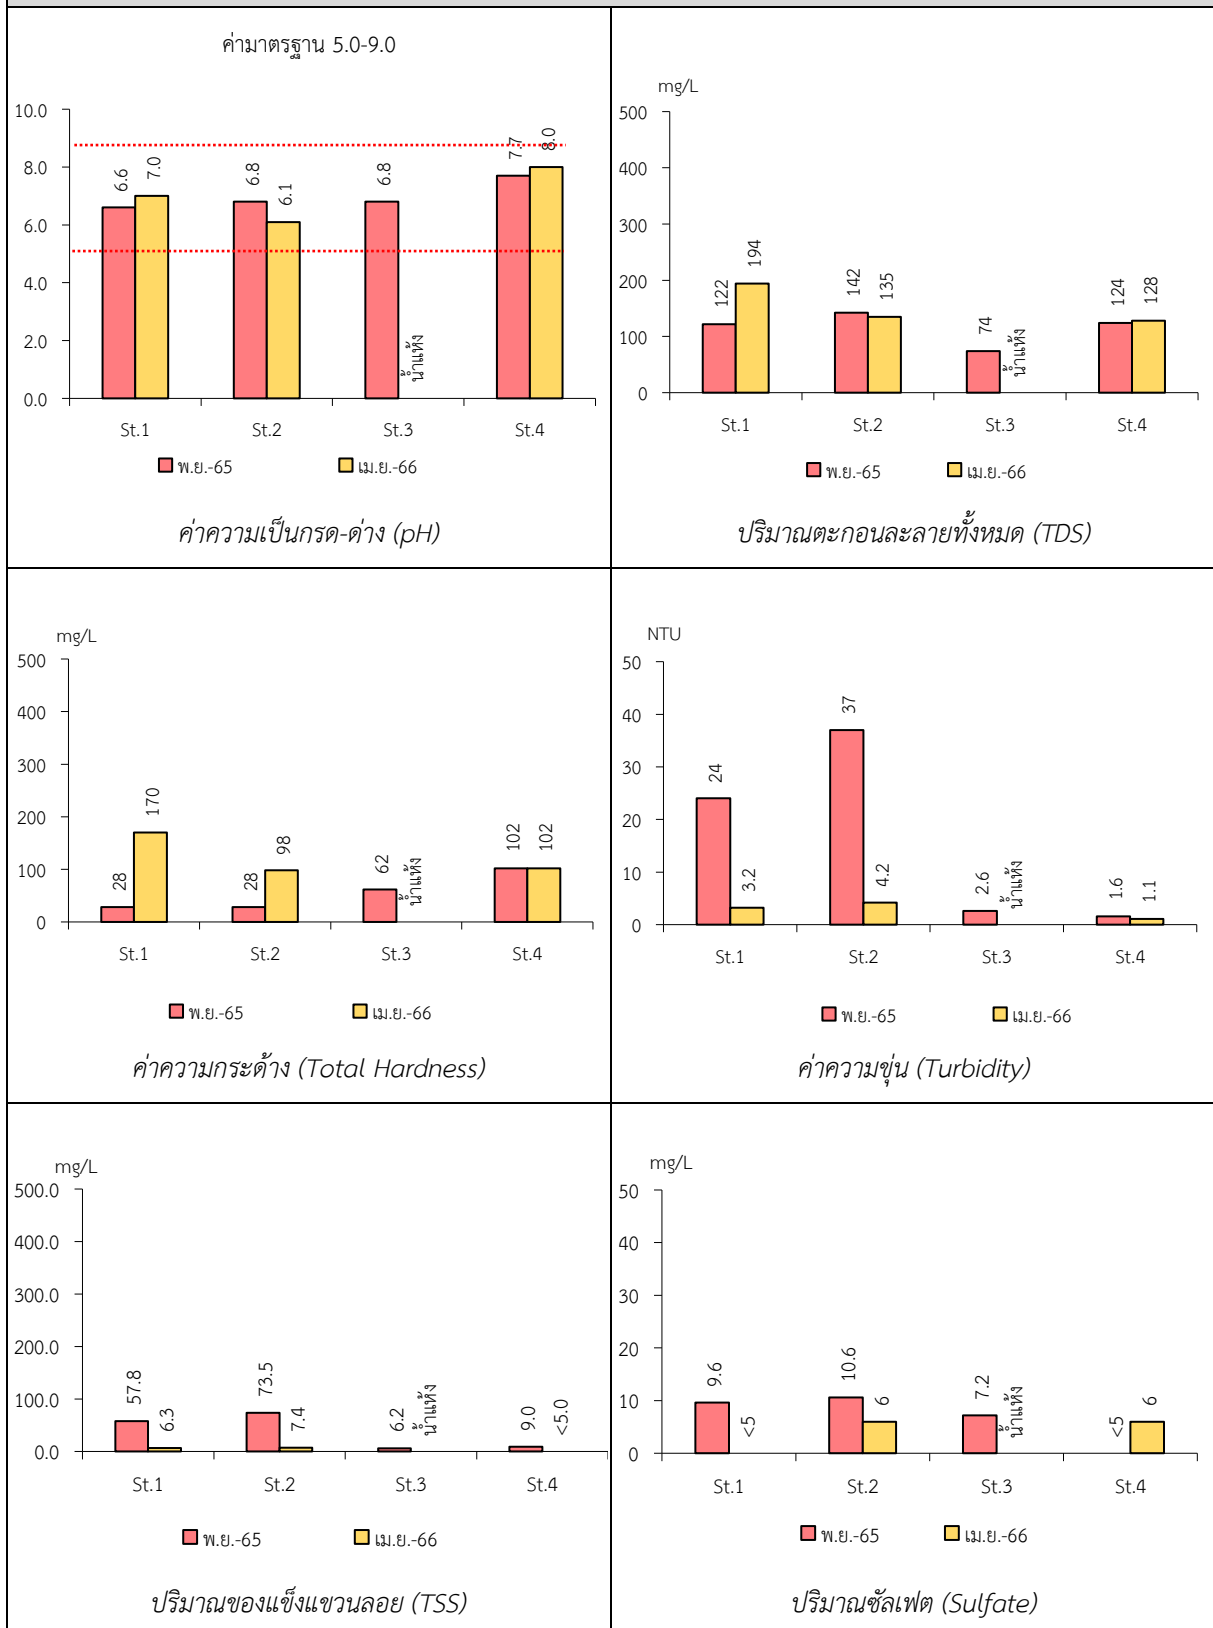 ค่ามาตรฐาน 5.0-9.0
10.0
8.0
6.0
4.0
2.0
0.0
6.6
7.0
6.8
6.1
6.8
น้ำแห้ง
7.7
8.0
St.1
St.2
St.3
St.4
พ.ย.-65
เม.ย.-66
ค่าความเป็นกรด-ด่าง (pH)
mg/L
500
400
300
200
100
0
122
194
142
135
74
น้ำแห้ง
124
128
St.1
St.2
St.3
St.4
พ.ย.-65
เม.ย.-66
ปริมาณตะกอนละลายทั้งหมด (TDS)
mg/L
500
400
300
200
100
0
28
170
28
98
62
น้ำแห้ง
102
102
St.1
St.2
St.3
St.4
พ.ย.-65
เม.ย.-66
ค่าความกระด้าง (Total Hardness)
NTU
50
40
30
20
10
0
24
3.2
37
4.2
2.6
น้ำแห้ง
1.6
1.1
St.1
St.2
St.3
St.4
พ.ย.-65
เม.ย.-66
ค่าความขุ่น (Turbidity)
mg/L
500.0
400.0
300.0
200.0
100.0
0.0
57.8
6.3
73.5
7.4
6.2
น้ำแห้ง
9.0
<5.0
St.1
St.2
St.3
St.4
พ.ย.-65
เม.ย.-66
ปริมาณของแข็งแขวนลอย (TSS)
mg/L
50
40
30
20
10
0
9.6
<5
10.6
6
7.2
น้ำแห้ง
<5
6
St.1
St.2
St.3
St.4
พ.ย.-65
เม.ย.-66
ปริมาณซัลเฟต (Sulfate)